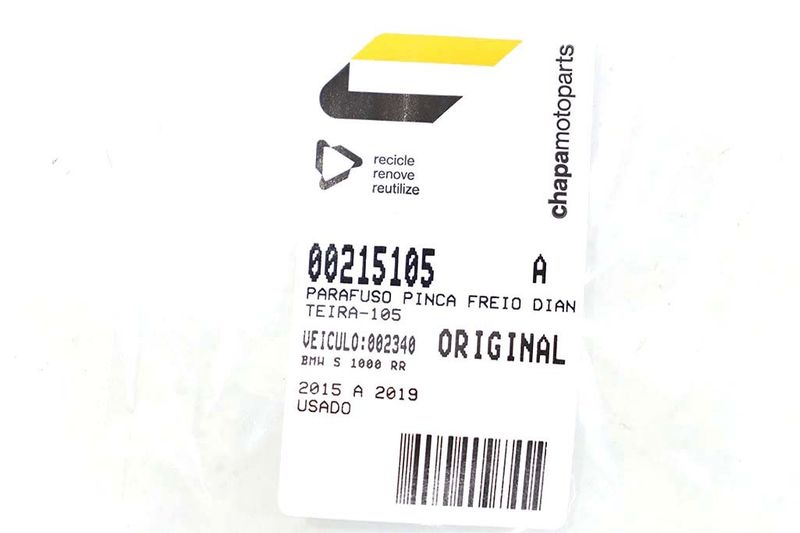 recicle
renove
reutilize
chapamotoparts
00215105 A
PARAFUSO PINCA FREIO DIAN
TEIRA-105
VEICULO:002340 ORIGINAL
BMW S 1000 RR
2015 A 2019
USADO